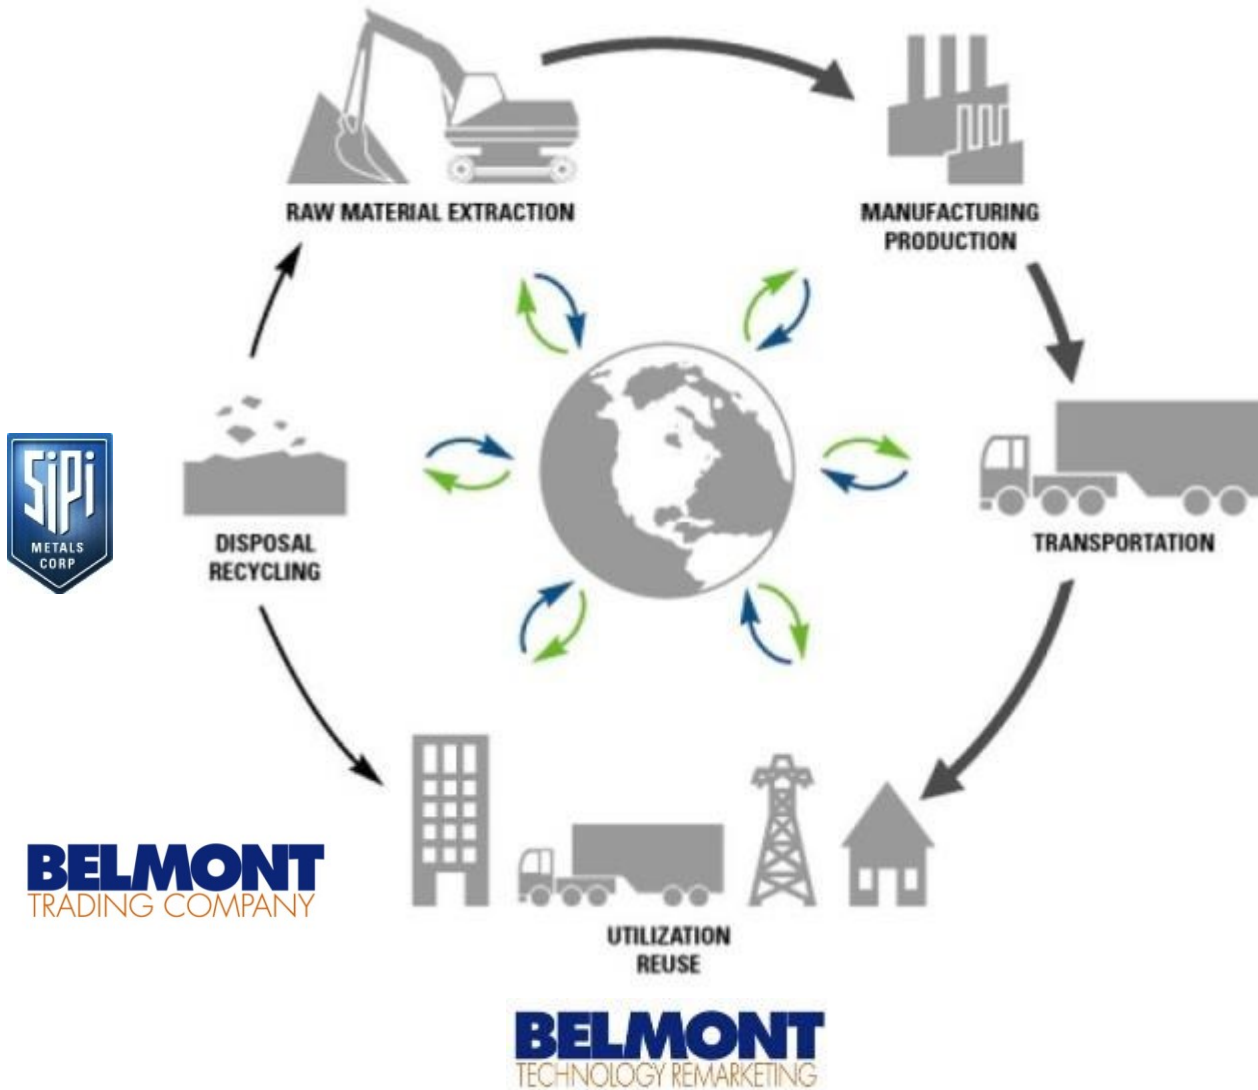 RAW MATERIAL EXTRACTION
MANUFACTURING
PRODUCTION
SiPi
METALS
CORP
DISPOSAL
RECYCLING
TRANSPORTATION
BELMONT
TRADING COMPANY
UTILIZATION
REUSE
BELMONT
TECHNOLOGY REMARKETING